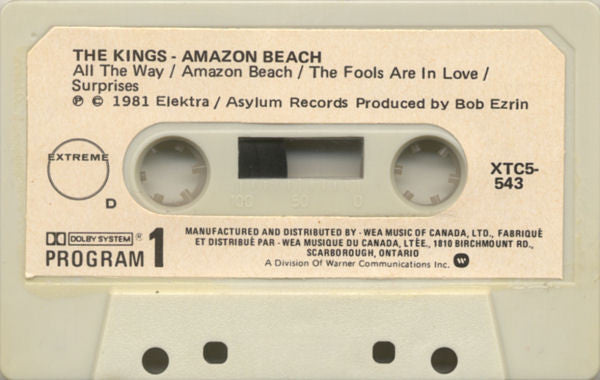 THE KINGS - AMAZON BEACH
All The Way / Amazon Beach / The Fools Are In Love /
Surprises
℗ © 1981 Elektra / Asylum Records Produced by Bob Ezrin
EXTREME
D
XTC5-
543
100 50 0
DOLBY SYSTEM ®
PROGRAM 1
MANUFACTURED AND DISTRIBUTED BY - WEA MUSIC OF CANADA, LTD., FABRIQUÈ
ET DISTRIBUÈ PAR - WEA MUSIQUE DU CANADA, LTÈE., 1810 BIRCHMOUNT RD.,
SCARBOROUGH, ONTARIO
A Division Of Warner Communications Inc.